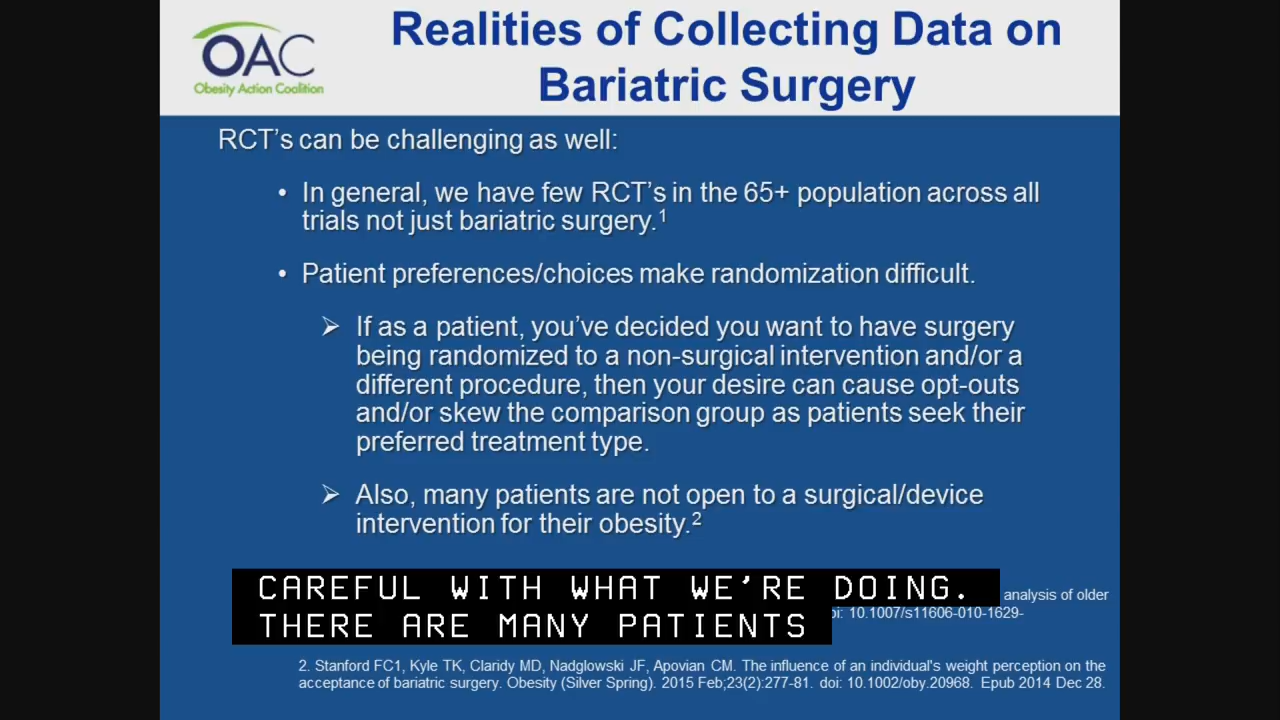 OAC
Obesity Action Coalition
Realities of Collecting Data on
Bariatric Surgery
RCT's can be challenging as well:
• In general, we have few RCT's in the 65+ population across all
trials not just bariatric surgery.1
• Patient preferences/choices make randomization difficult.
➢ If as a patient, you've decided you want to have surgery
being randomized to a non-surgical intervention and/or a
different procedure, then your desire can cause opt-outs
and/or skew the comparison group as patients seek their
preferred treatment type.
➢ Also, many patients are not open to a surgical/device
intervention for their obesity.2
CAREFUL WITH WHAT WE'RE DOING.
THERE ARE MANY PATIENTS
analysis of older
oi: 10.1007/s11606-010-1629-
2. Stanford FC1, Kyle TK, Claridy MD, Nadglowski JF, Apovian CM. The influence of an individual's weight perception on the
acceptance of bariatric surgery. Obesity (Silver Spring). 2015 Feb;23(2):277-81. doi: 10.1002/oby.20968. Epub 2014 Dec 28.